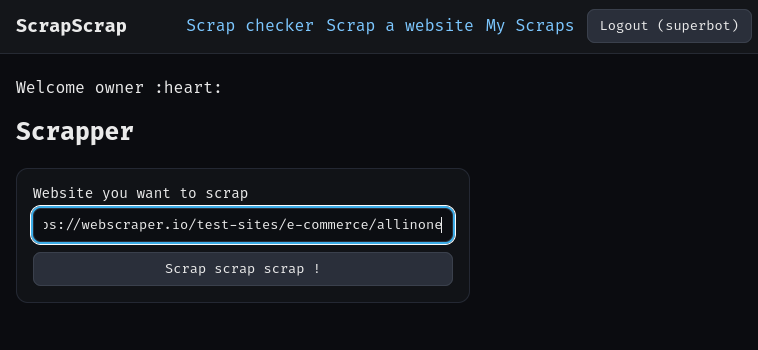 ScrapScrap Scrap checker Scrap a website My Scraps Logout (superbot)
Welcome owner :heart:
Scrapper
Website you want to scrap
os://webscraper.io/test-sites/e-commerce/allinone
Scrap scrap scrap !